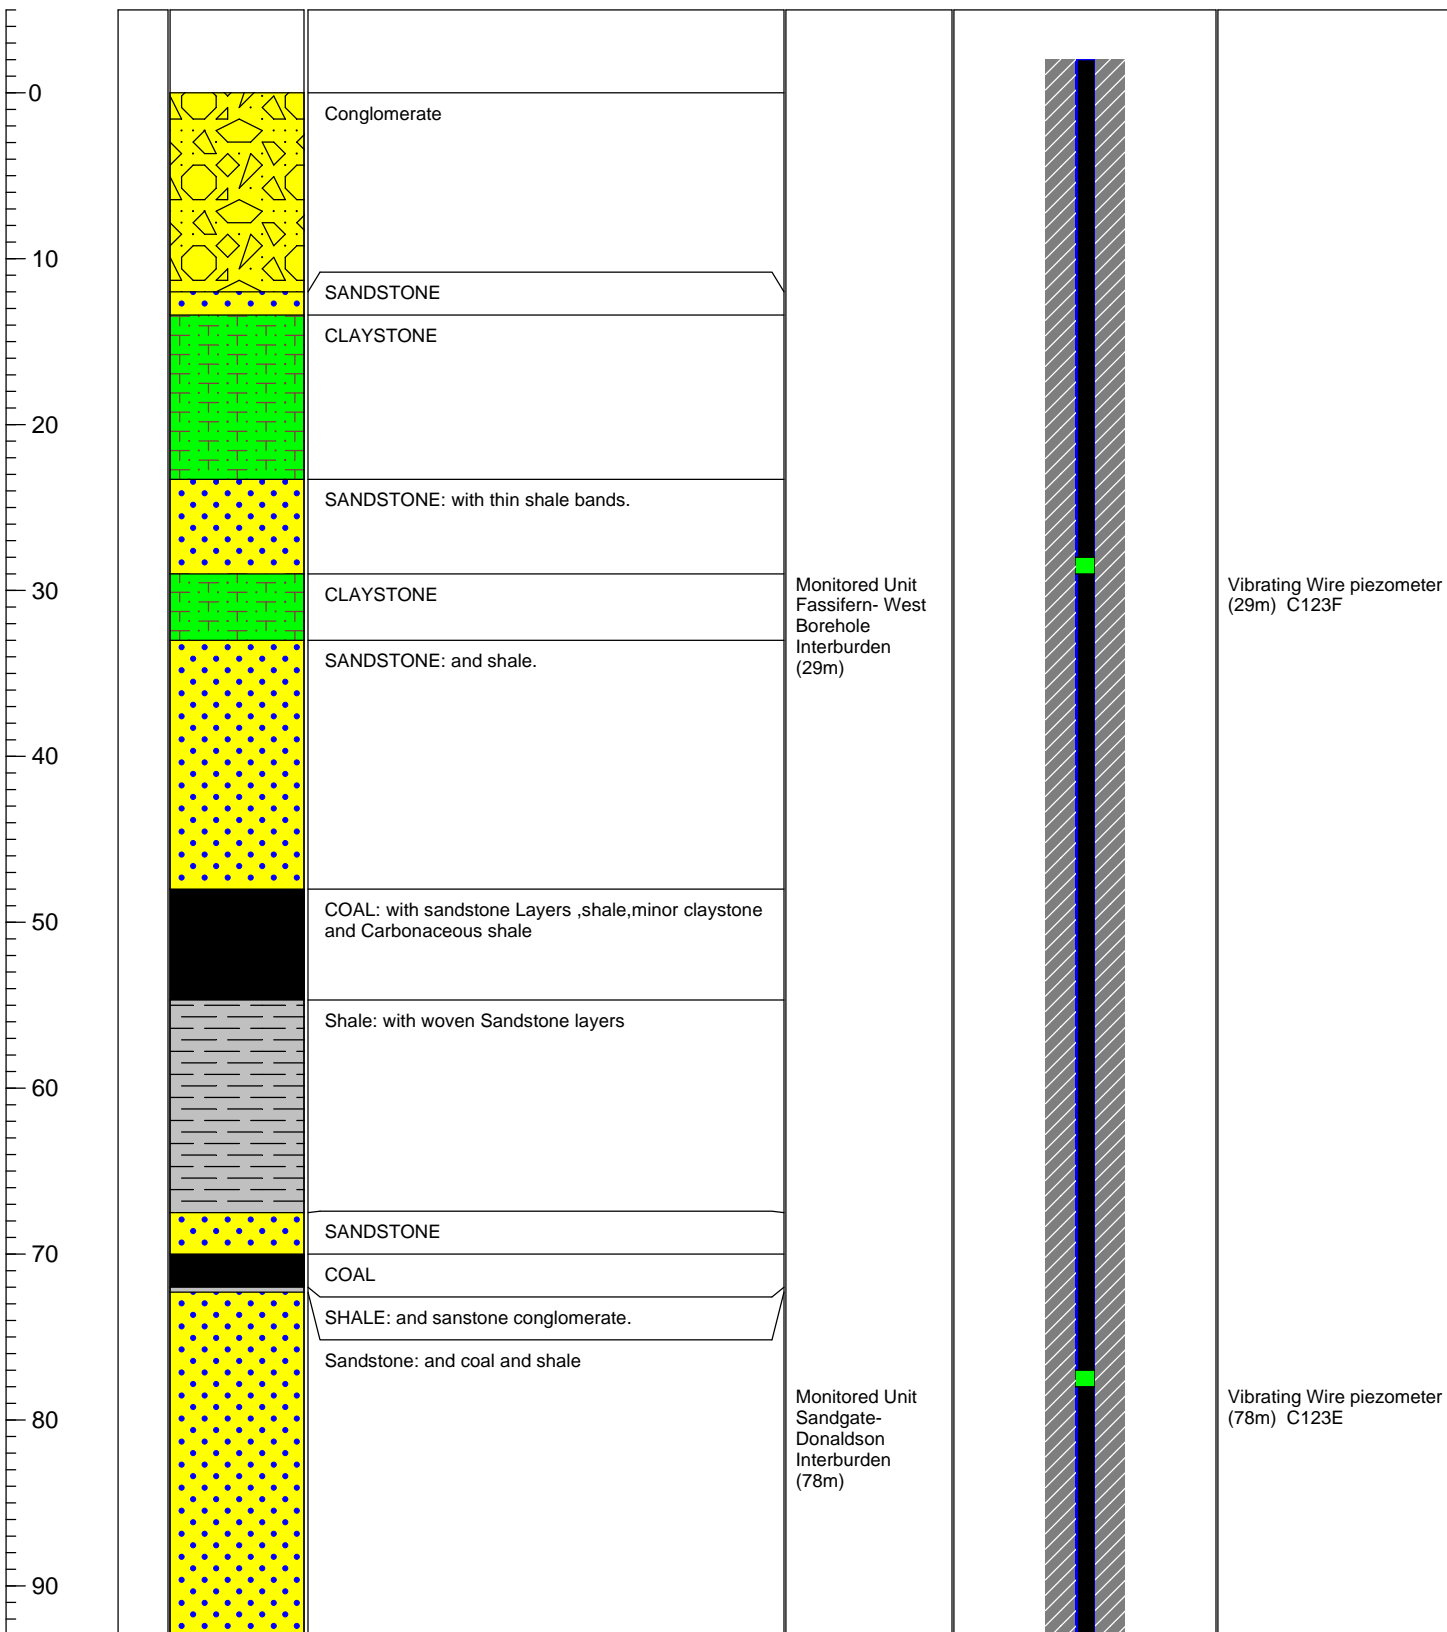 0
Conglomerate
10
SANDSTONE
CLAYSTONE
20
SANDSTONE: with thin shale bands.
30
CLAYSTONE
Monitored Unit
Fassifern- West
Borehole
Interburden
(29m)
Vibrating Wire piezometer
(29m) C123F
SANDSTONE: and shale.
40
50
COAL: with sandstone Layers ,shale,minor claystone
and Carbonaceous shale
Shale: with woven Sandstone layers
60
SANDSTONE
70
COAL
SHALE: and sanstone conglomerate.
Sandstone: and coal and shale
80
Monitored Unit
Sandgate-
Donaldson
Interburden
(78m)
Vibrating Wire piezometer
(78m) C123E
90